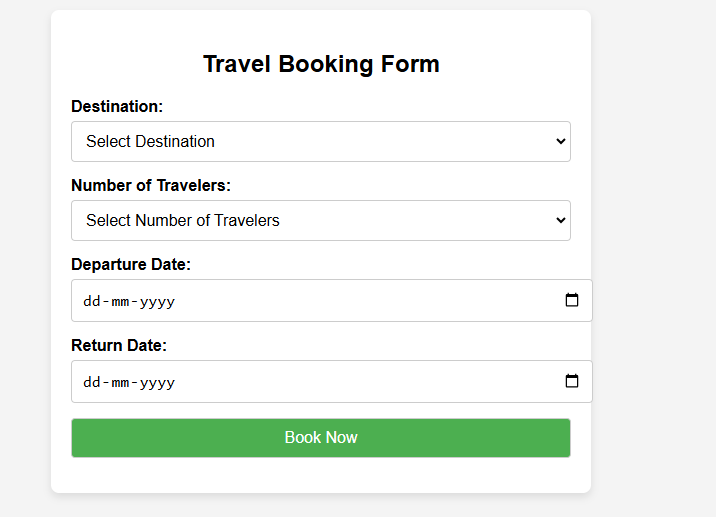 Travel Booking Form
Destination:
Select Destination
Number of Travelers:
Select Number of Travelers
Departure Date:
dd-mm-yyyy
Return Date:
dd-mm-yyyy
Book Now